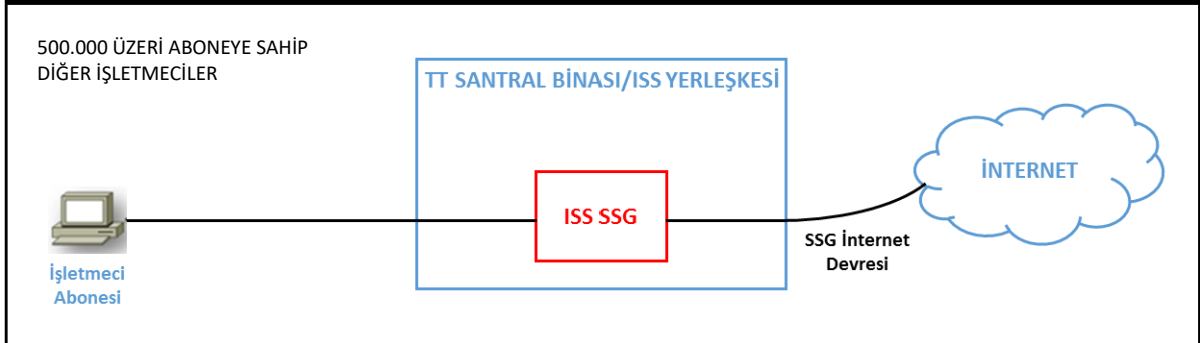 500.000 ÜZERİ ABONEYE SAHİP
DİĞER İŞLETMECİLER
TT SANTRAL BİNASI/ISS YERLEŞKESİ
İNTERNET
ISS SSG
SSG İnternet
Devresi
İşletmeci
Abonesi